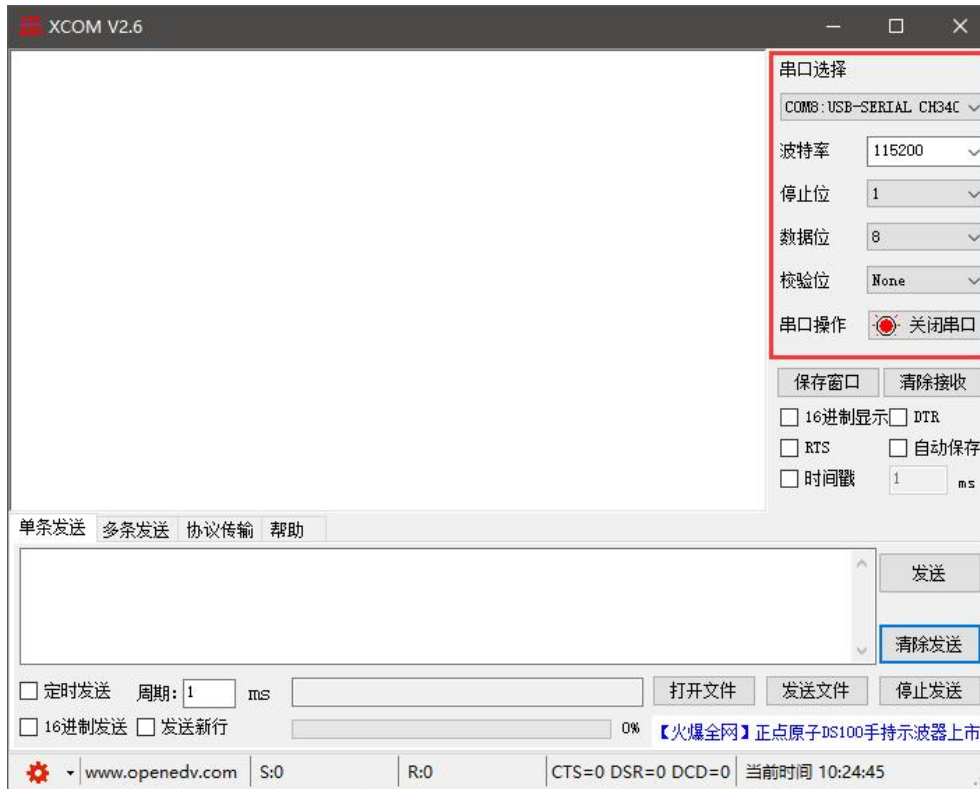 XCOM V2.6
串口选择
COM8:USB-SERIAL CH34C
波特率 115200
停止位 1
数据位 8
校验位 None
串口操作 关闭串口
保存窗口 清除接收
16进制显示 DTR
RTS 自动保存
时间戳 1 ms
单条发送 多条发送 协议传输 帮助
发送
清除发送
定时发送 周期: 1 ms 打开文件 发送文件 停止发送
16进制发送 发送新行 0% 【火爆全网】正点原子DS100手持示波器上市
www.openedv.com S:0 R:0 CTS=0 DSR=0 DCD=0 当前时间 10:24:45